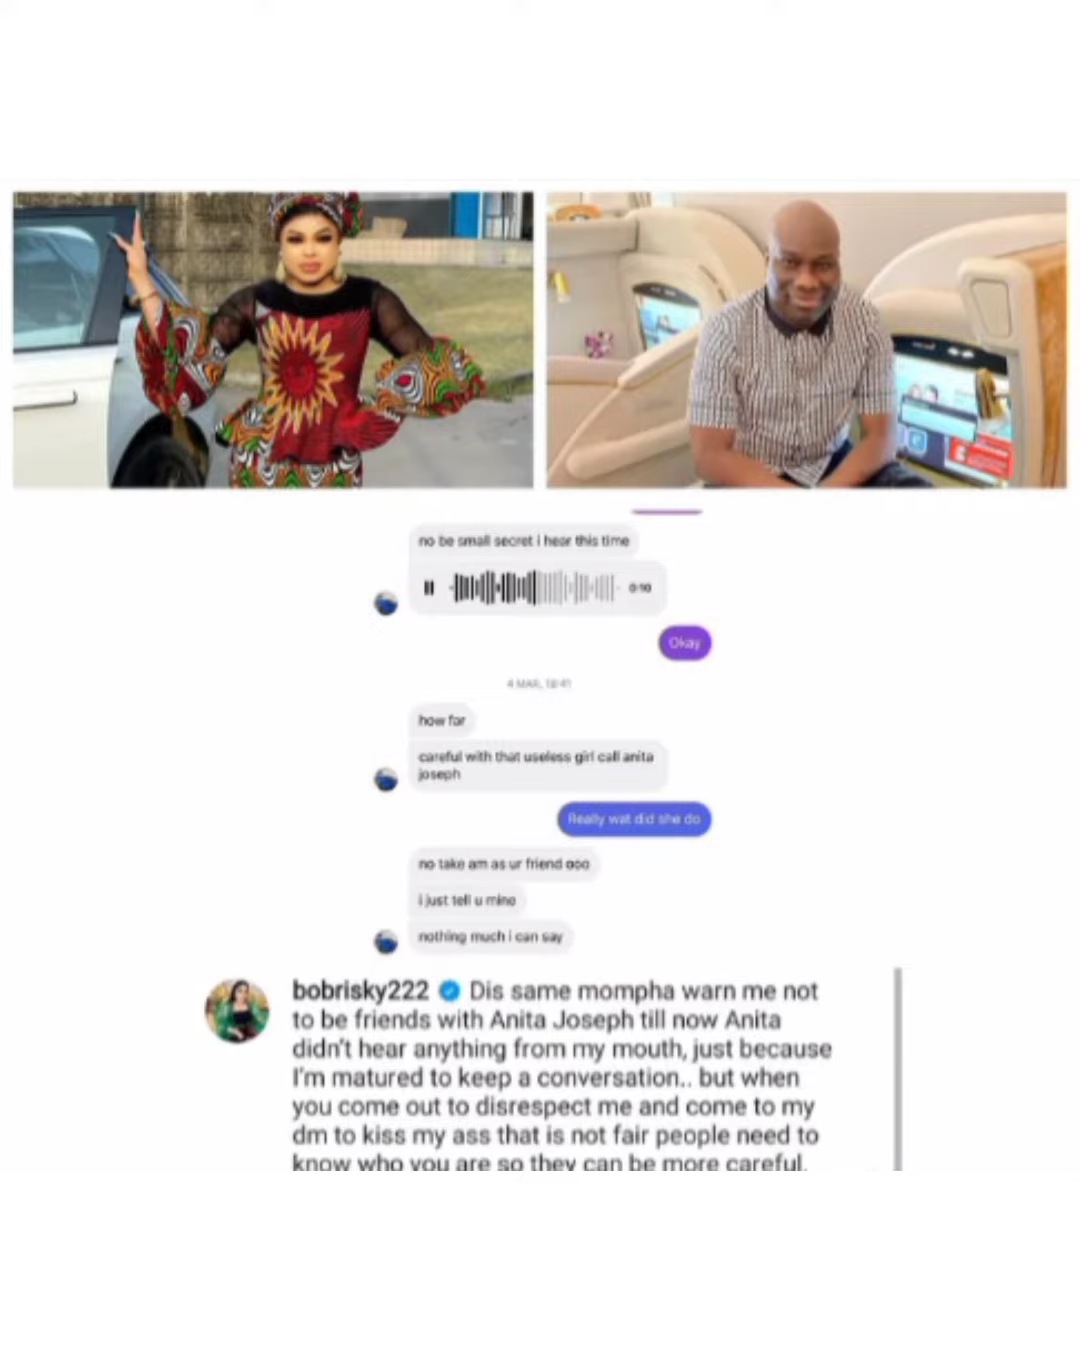 no be small secret i hear this time
0:10
Okay
4 MAR, 18:41
how far
careful with that useless girl call anita
joseph
Really wat did she do
no take am as ur friend ooo
i just tell u mine
nothing much i can say
bobrisky222 Dis same mompha warn me not
to be friends with Anita Joseph till now Anita
didn't hear anything from my mouth, just because
I'm matured to keep a conversation.. but when
you come out to disrespect me and come to my
dm to kiss my ass that is not fair people need to
know who you are so they can be more careful.